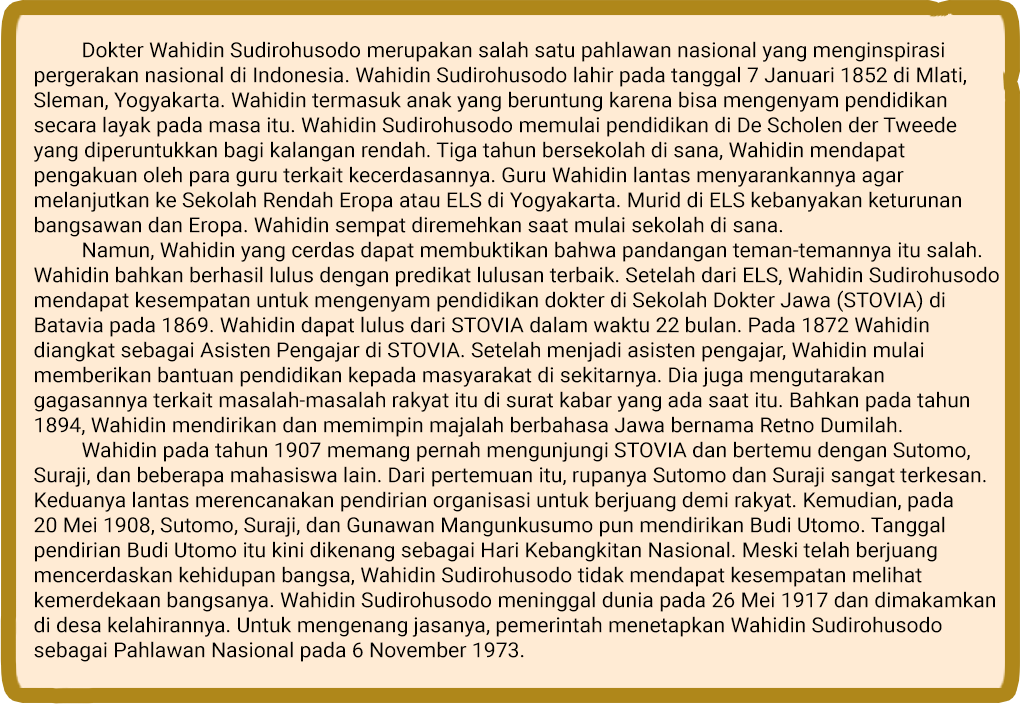 Dokter Wahidin Sudirohusodo merupakan salah satu pahlawan nasional yang menginspirasi
pergerakan nasional di Indonesia. Wahidin Sudirohusodo lahir pada tanggal 7 Januari 1852 di Mlati,
Sleman, Yogyakarta. Wahidin termasuk anak yang beruntung karena bisa mengenyam pendidikan
secara layak pada masa itu. Wahidin Sudirohusodo memulai pendidikan di De Scholen der Tweede
yang diperuntukkan bagi kalangan rendah. Tiga tahun bersekolah di sana, Wahidin mendapat
pengakuan oleh para guru terkait kecerdasannya. Guru Wahidin lantas menyarankannya agar
melanjutkan ke Sekolah Rendah Eropa atau ELS di Yogyakarta. Murid di ELS kebanyakan keturunan
bangsawan dan Eropa. Wahidin sempat diremehkan saat mulai sekolah di sana.
Namun, Wahidin yang cerdas dapat membuktikan bahwa pandangan teman-temannya itu salah.
Wahidin bahkan berhasil lulus dengan predikat lulusan terbaik. Setelah dari ELS, Wahidin Sudirohusodo
mendapat kesempatan untuk mengenyam pendidikan dokter di Sekolah Dokter Jawa (STOVIA) di
Batavia pada 1869. Wahidin dapat lulus dari STOVIA dalam waktu 22 bulan. Pada 1872 Wahidin
diangkat sebagai Asisten Pengajar di STOVIA. Setelah menjadi asisten pengajar, Wahidin mulai
memberikan bantuan pendidikan kepada masyarakat di sekitarnya. Dia juga mengutarakan
gagasannya terkait masalah-masalah rakyat itu di surat kabar yang ada saat itu. Bahkan pada tahun
1894, Wahidin mendirikan dan memimpin majalah berbahasa Jawa bernama Retno Dumilah.
Wahidin pada tahun 1907 memang pernah mengunjungi STOVIA dan bertemu dengan Sutomo,
Suraji, dan beberapa mahasiswa lain. Dari pertemuan itu, rupanya Sutomo dan Suraji sangat terkesan.
Keduanya lantas merencanakan pendirian organisasi untuk berjuang demi rakyat. Kemudian, pada
20 Mei 1908, Sutomo, Suraji, dan Gunawan Mangunkusumo pun mendirikan Budi Utomo. Tanggal
pendirian Budi Utomo itu kini dikenang sebagai Hari Kebangkitan Nasional. Meski telah berjuang
mencerdaskan kehidupan bangsa, Wahidin Sudirohusodo tidak mendapat kesempatan melihat
kemerdekaan bangsanya. Wahidin Sudirohusodo meninggal dunia pada 26 Mei 1917 dan dimakamkan
di desa kelahirannya. Untuk mengenang jasanya, pemerintah menetapkan Wahidin Sudirohusodo
sebagai Pahlawan Nasional pada 6 November 1973.